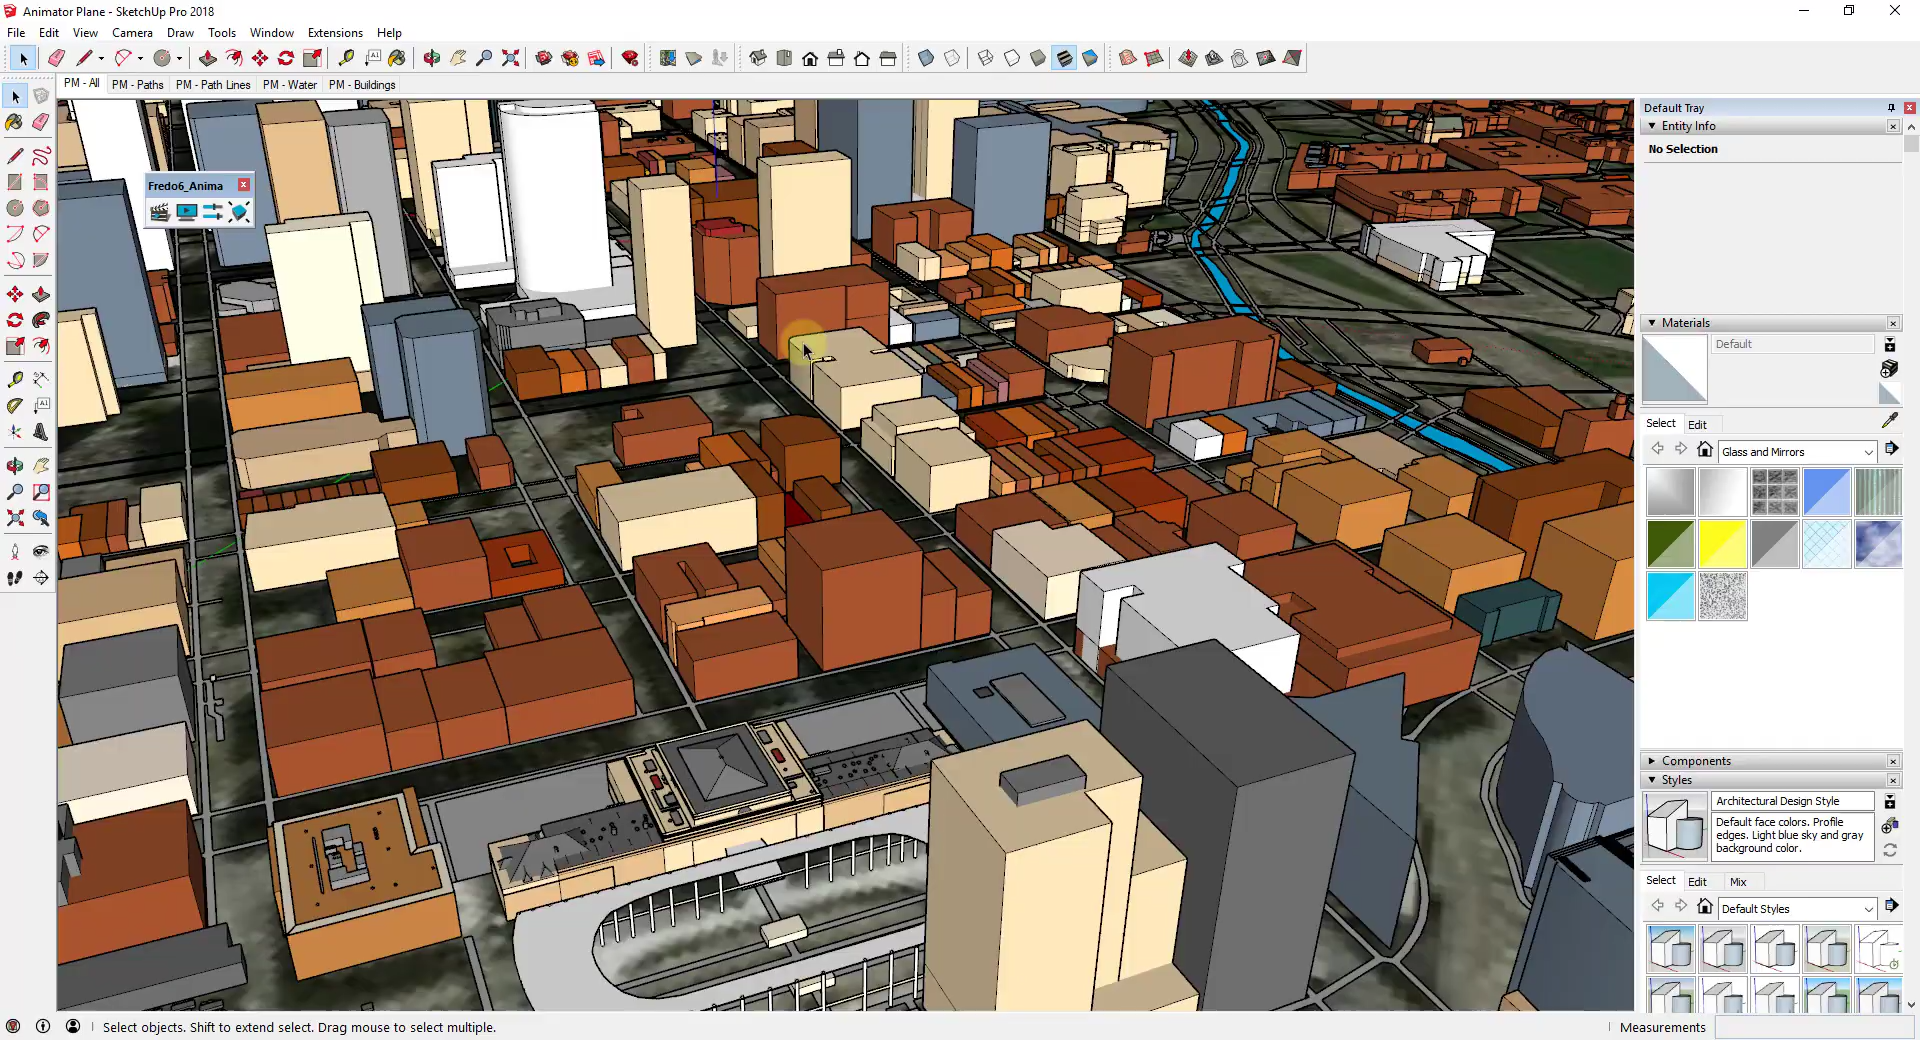 Animator Plane - SketchUp Pro 2018
File Edit View Camera Draw Tools Window Extensions Help
PM - All PM - Paths PM - Path Lines PM - Water PM - Buildings
Fredo6_Anima
Default Tray
Entity Info
No Selection
Materials
Default
Select Edit
Glass and Mirrors
Components
Styles
Architectural Design Style
Default face colors. Profile
edges. Light blue sky and gray
background color.
Select Edit Mix
Default Styles
Select objects. Shift to extend select. Drag mouse to select multiple.
Measurements